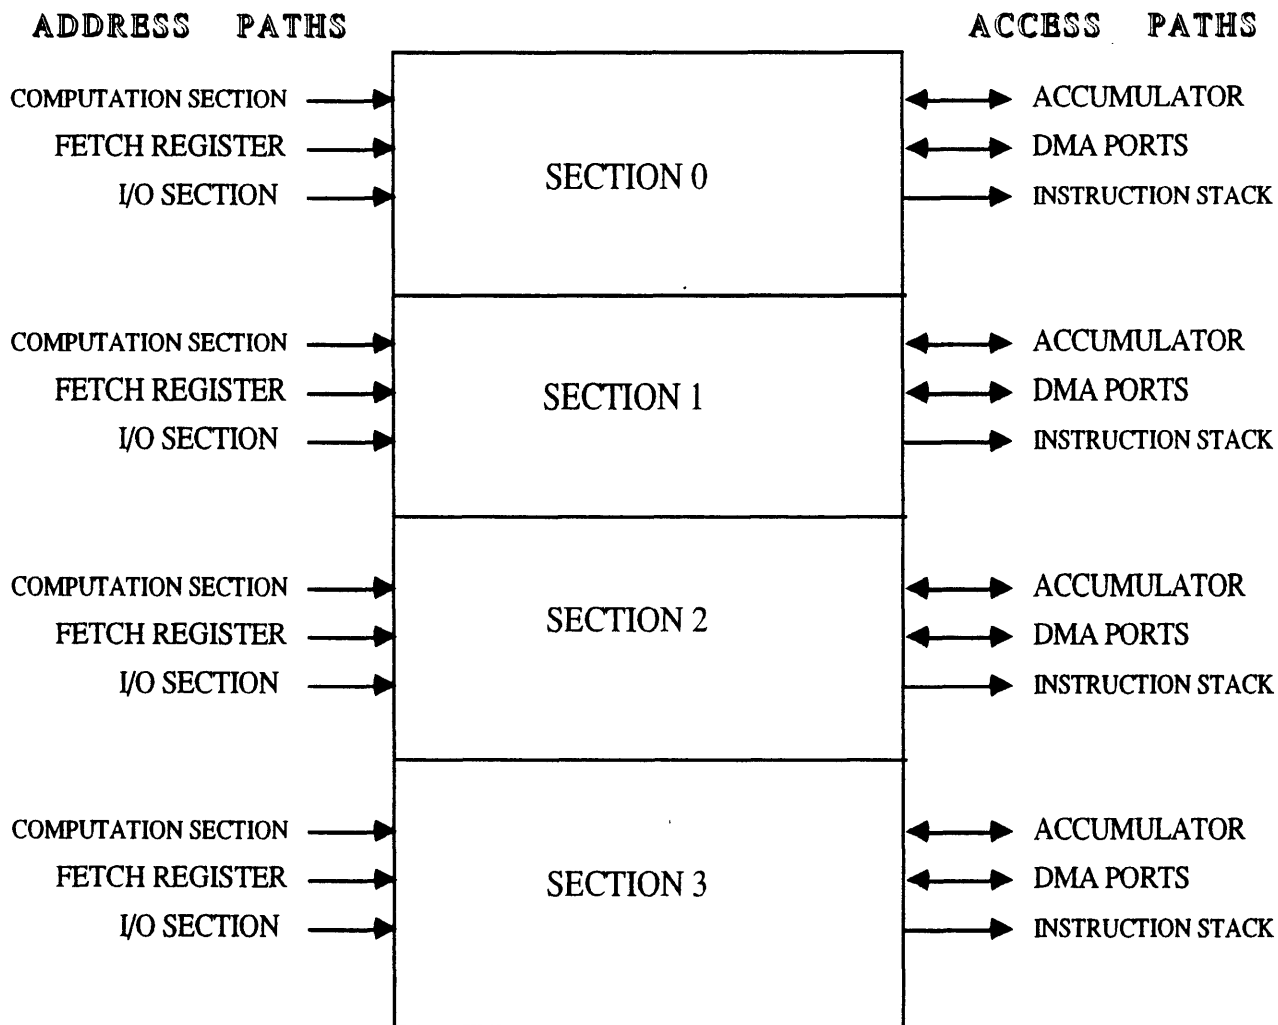 ADDRESS PATHS
ACCESS PATHS
COMPUTATION SECTION
FETCH REGISTER
I/O SECTION
SECTION 0
ACCUMULATOR
DMA PORTS
INSTRUCTION STACK
COMPUTATION SECTION
FETCH REGISTER
I/O SECTION
SECTION 1
ACCUMULATOR
DMA PORTS
INSTRUCTION STACK
COMPUTATION SECTION
FETCH REGISTER
I/O SECTION
SECTION 2
ACCUMULATOR
DMA PORTS
INSTRUCTION STACK
COMPUTATION SECTION
FETCH REGISTER
I/O SECTION
SECTION 3
ACCUMULATOR
DMA PORTS
INSTRUCTION STACK